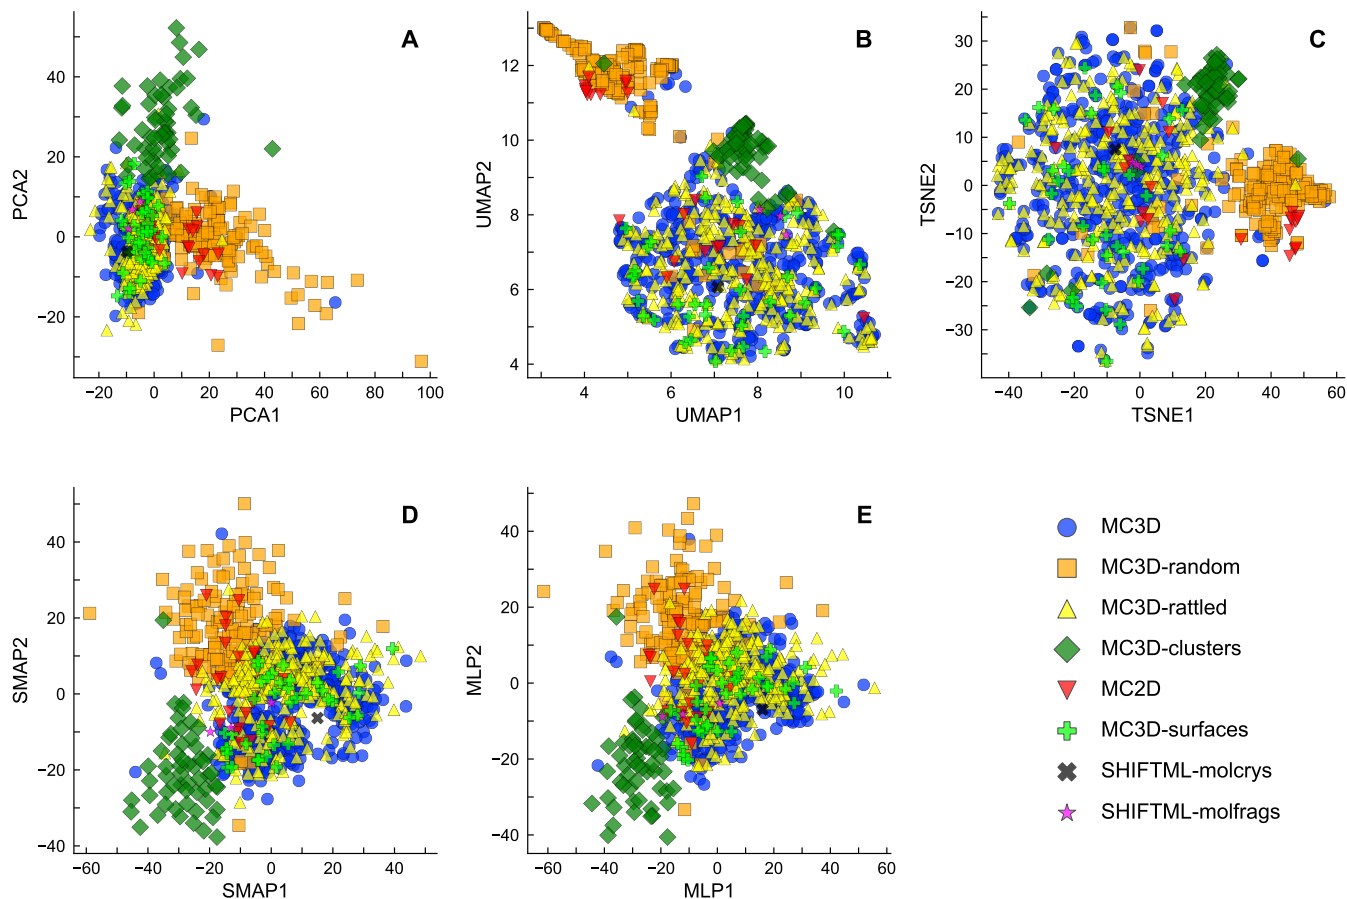 A
PCA2
40
20
0
−20
−20
0
20
40
60
80
100
PCA1
B
UMAP2
12
10
8
6
4
4
6
8
10
UMAP1
C
TSNE2
30
20
10
0
−10
−20
−30
−40
−20
0
20
40
60
TSNE1
D
SMAP2
40
20
0
−20
−40
−60
−40
−20
0
20
40
SMAP1
E
MLP2
40
20
0
−20
−40
−60
−40
−20
0
20
40
60
MLP1
MC3D
MC3D-random
MC3D-rattled
MC3D-clusters
MC2D
MC3D-surfaces
SHIFTML-molcrys
SHIFTML-molfrags